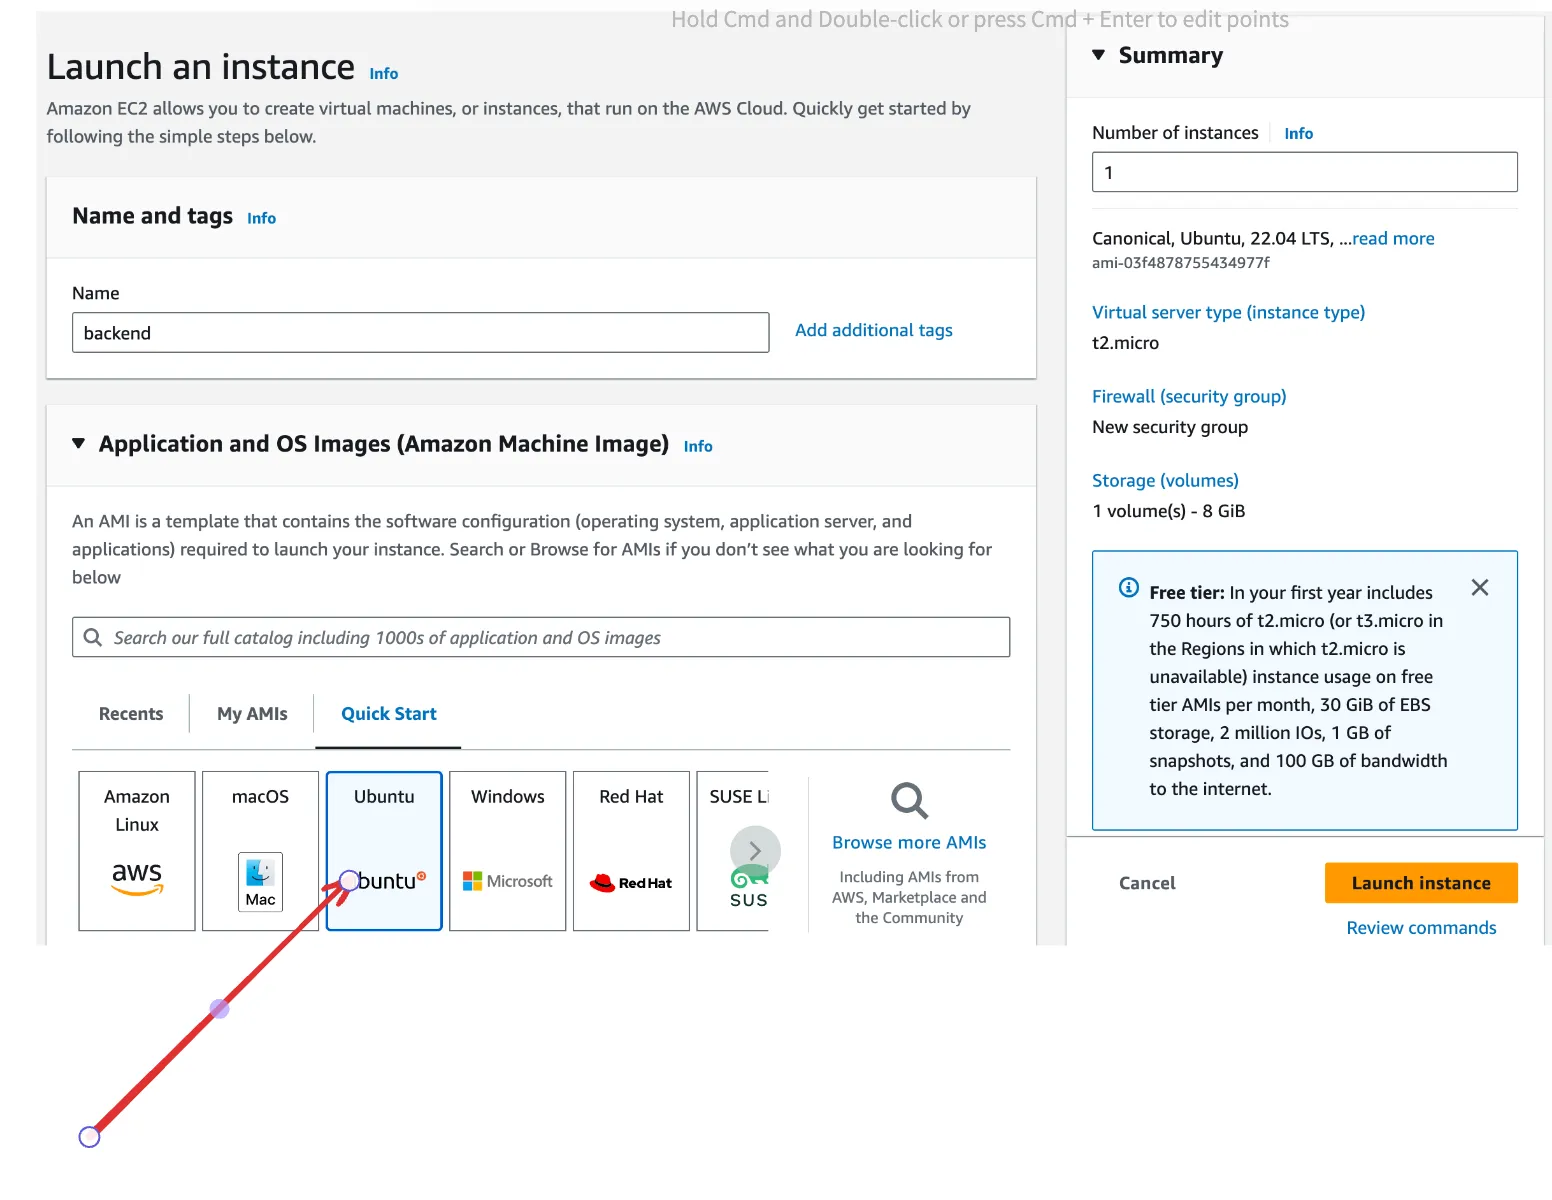 Hold Cmd and Double-click or press Cmd + Enter to edit points
Launch an instance Info
Amazon EC2 allows you to create virtual machines, or instances, that run on the AWS Cloud. Quickly get started by
following the simple steps below.
Name and tags Info
Name
backend
Add additional tags
Application and OS Images (Amazon Machine Image) Info
An AMI is a template that contains the software configuration (operating system, application server, and
applications) required to launch your instance. Search or Browse for AMIs if you don't see what you are looking for
below
Search our full catalog including 1000s of application and OS images
Recents
My AMIs
Quick Start
Amazon
Linux
aws
macOS
Mac
Ubuntu
buntu
Windows
Microsoft
Red Hat
RedHat
SUSE Li
SUS
Browse more AMIs
Including AMIs from
AWS, Marketplace and
the Community
Summary
Number of instances Info
1
Canonical, Ubuntu, 22.04 LTS, ...read more
ami-03f4878755434977f
Virtual server type (instance type)
t2.micro
Firewall (security group)
New security group
Storage (volumes)
1 volume(s) - 8 GiB
Free tier: In your first year includes
750 hours of t2.micro (or t3.micro in
the Regions in which t2.micro is
unavailable) instance usage on free
tier AMIs per month, 30 GiB of EBS
storage, 2 million IOs, 1 GB of
snapshots, and 100 GB of bandwidth
to the internet.
Cancel
Launch instance
Review commands